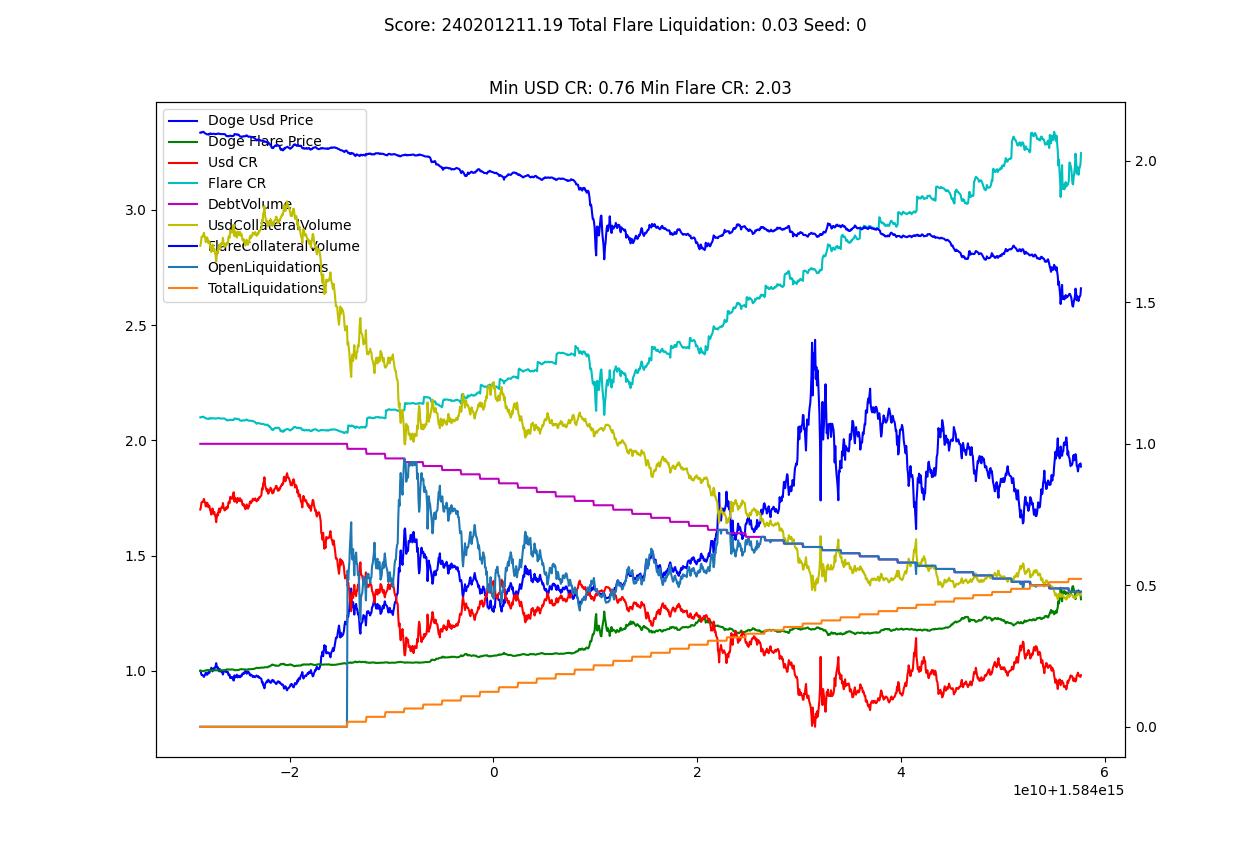 Score: 240201211.19 Total Flare Liquidation: 0.03 Seed: 0
Min USD CR: 0.76 Min Flare CR: 2.03
Doge Usd Price
Doge Flare Price
Usd CR
Flare CR
DebtVolume
UsdCollateralVolume
FlareCollateralVolume
OpenLiquidations
TotalLiquidations
3.0
2.5
2.0
1.5
1.0
2.0
1.5
1.0
0.5
0.0
−2
0
2
4
6
1e10+1.584e15